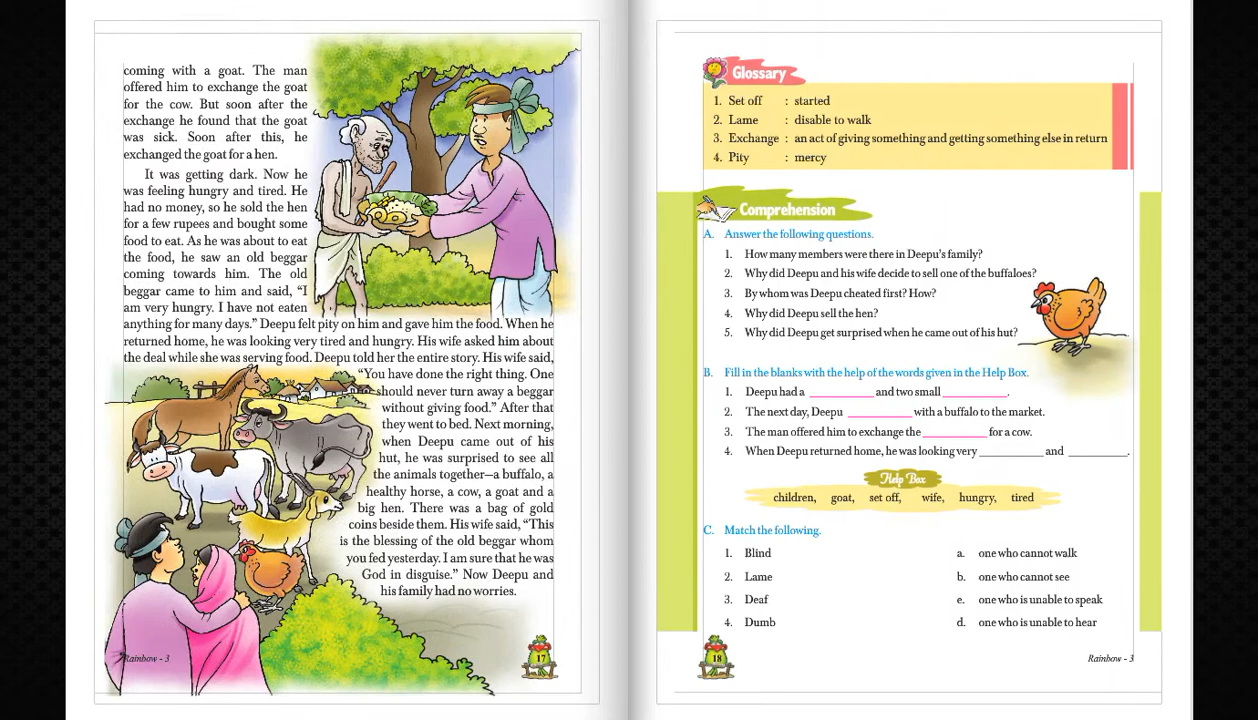 coming with a goat. The man
offered him to exchange the goat
for the cow. But soon after the
exchange he found that the goat
was sick. Soon after this, he
exchanged the goat for a hen.
It was getting dark. Now he
was feeling hungry and tired. He
had no money, so he sold the hen
for a few rupees and bought some
food to eat. As he was about to eat
the food, he saw an old beggar
coming towards him. The old
beggar came to him and said, “I
am very hungry. I have not eaten
anything for many days.” Deepu felt pity on him and gave him the food. When he
returned home, he was looking very tired and hungry. His wife asked him about
the deal while she was serving food. Deepu told her the entire story. His wife said,
“You have done the right thing. One
should never turn away a beggar
without giving food.” After that
they went to bed. Next morning,
when Deepu came out of his
hut, he was surprised to see all
the animals together—a buffalo, a
healthy horse, a cow, a goat and a
big hen. There was a bag of gold
coins beside them. His wife said, “This
is the blessing of the old beggar whom
you fed yesterday. I am sure that he was
God in disguise.” Now Deepu and
his family had no worries.
Rainbow - 3
17
Glossary
1. Set off : started
2. Lame : disable to walk
3. Exchange : an act of giving something and getting something else in return
4. Pity : mercy
Comprehension
A. Answer the following questions.
1. How many members were there in Deepu’s family?
2. Why did Deepu and his wife decide to sell one of the buffaloes?
3. By whom was Deepu cheated first? How?
4. Why did Deepu sell the hen?
5. Why did Deepu get surprised when he came out of his hut?
B. Fill in the blanks with the help of the words given in the Help Box.
1. Deepu had a ____________ and two small ____________.
2. The next day, Deepu ____________ with a buffalo to the market.
3. The man offered him to exchange the ____________ for a cow.
4. When Deepu returned home, he was looking very ____________ and ____________.
Help Box
children, goat, set off, wife, hungry, tired
C. Match the following.
1. Blind a. one who cannot walk
2. Lame b. one who cannot see
3. Deaf e. one who is unable to speak
4. Dumb d. one who is unable to hear
18
Rainbow - 3